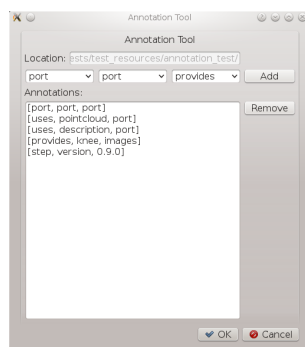 Annotation Tool
Annotation Tool
Location: ests/test_resources/annotation_test/
port port provides Add
Annotations:
Remove
[port, port, port]
[uses, pointcloud, port]
[uses, description, port]
[provides, knee, images]
[step, version, 0.9.0]
OK Cancel